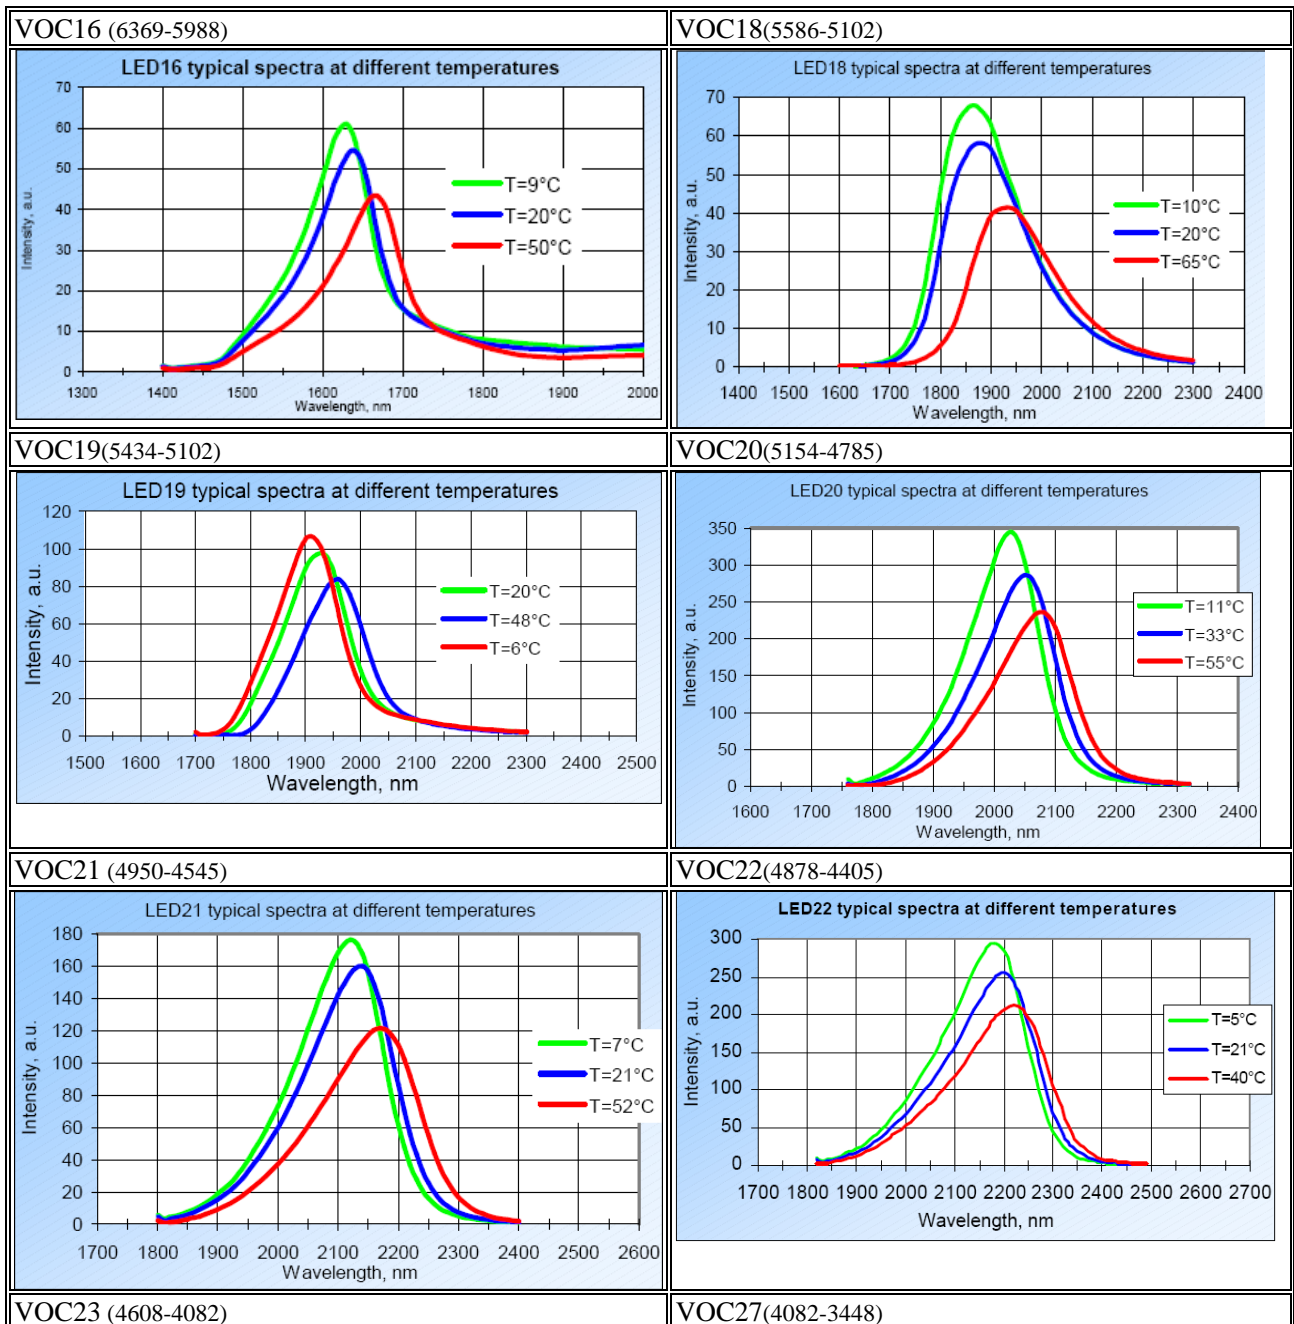 VOC16 (6369-5988)
VOC18(5586-5102)
LED16 typical spectra at different temperatures
70
60
50
40
30
20
10
0
Intensity, a.u.
T=9°C
T=20°C
T=50°C
1300 1400 1500 1600 1700 1800 1900 2000
Wavelength, nm
LED18 typical spectra at different temperatures
70
60
50
40
30
20
10
0
Intensity, a.u.
T=10°C
T=20°C
T=65°C
1400 1500 1600 1700 1800 1900 2000 2100 2200 2300 2400
Wavelength, nm
VOC19(5434-5102)
VOC20(5154-4785)
LED19 typical spectra at different temperatures
120
100
80
60
40
20
0
Intensity, a.u.
T=20°C
T=48°C
T=6°C
1500 1600 1700 1800 1900 2000 2100 2200 2300 2400 2500
Wavelength, nm
LED20 typical spectra at different temperatures
350
300
250
200
150
100
50
0
Intensity, a.u.
T=11°C
T=33°C
T=55°C
1600 1700 1800 1900 2000 2100 2200 2300 2400
Wavelength, nm
VOC21 (4950-4545)
VOC22(4878-4405)
LED21 typical spectra at different temperatures
180
160
140
120
100
80
60
40
20
0
Intensity, a.u.
T=7°C
T=21°C
T=52°C
1700 1800 1900 2000 2100 2200 2300 2400 2500 2600
Wavelength, nm
LED22 typical spectra at different temperatures
300
250
200
150
100
50
0
Intensity, a.u.
T=5°C
T=21°C
T=40°C
1700 1800 1900 2000 2100 2200 2300 2400 2500 2600 2700
Wavelength, nm
VOC23 (4608-4082)
VOC27(4082-3448)